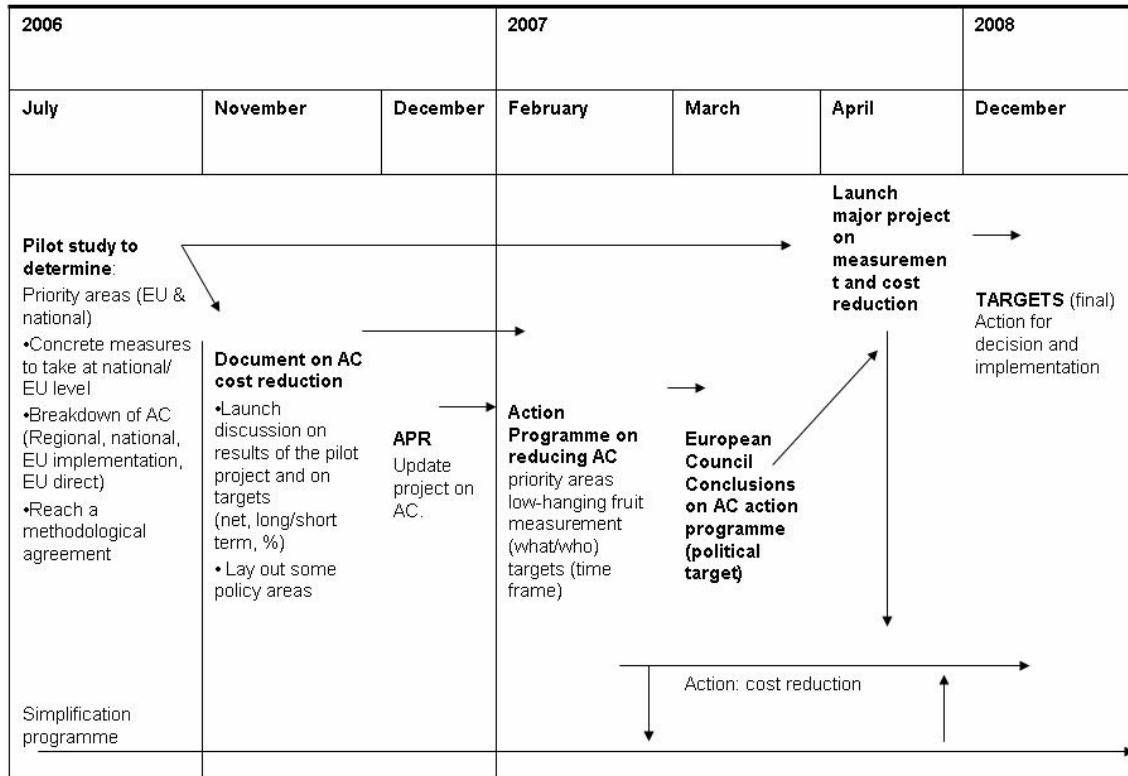 2006
2007
2008
July
November
December
February
March
April
December
Pilot study to
determine:
Priority areas (EU &
national)
•Concrete measures
to take at national/
EU level
•Breakdown of AC
(Regional, national,
EU implementation,
EU direct)
•Reach a
methodological
agreement
Document on AC
cost reduction
•Launch
discussion on
results of the pilot
project and on
targets
(net, long/short
term, %)
• Lay out some
policy areas
APR
Update
project on
AC.
Action
Programme on
reducing AC
priority areas
low-hanging fruit
measurement
(what/who)
targets (time
frame)
European
Council
Conclusions
on AC action
programme
(political
target)
Launch
major project
on
measuremen
t and cost
reduction
TARGETS (final)
Action for
decision and
implementation
Action: cost reduction
Simplification
programme